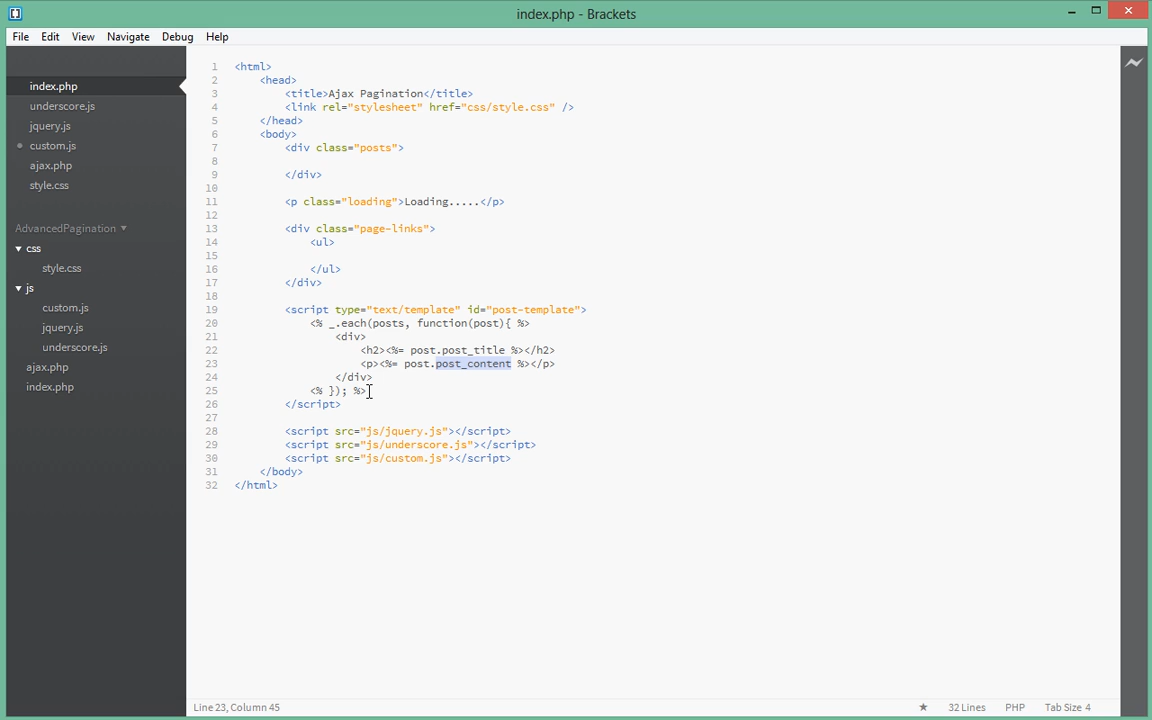 index.php - Brackets
File Edit View Navigate Debug Help
index.php
underscore.js
jquery.js
custom.js
ajax.php
style.css
AdvancedPagination
css
style.css
js
custom.js
jquery.js
underscore.js
ajax.php
index.php
1 <html>
2 <head>
3 <title>Ajax Pagination</title>
4 <link rel="stylesheet" href="css/style.css" />
5 </head>
6 <body>
7 <div class="posts">
8
9 </div>
10
11 <p class="loading">Loading.....</p>
12
13 <div class="page-links">
14 <ul>
15
16 </ul>
17 </div>
18
19 <script type="text/template" id="post-template">
20 <% _.each(posts, function(post){ %>
21 <div>
22 <h2><%= post.post_title %></h2>
23 <p><%= post.post_content %></p>
24 </div>
25 <% }); %>
26 </script>
27
28 <script src="js/jquery.js"></script>
29 <script src="js/underscore.js"></script>
30 <script src="js/custom.js"></script>
31 </body>
32 </html>
Line 23, Column 45
32 Lines PHP Tab Size 4